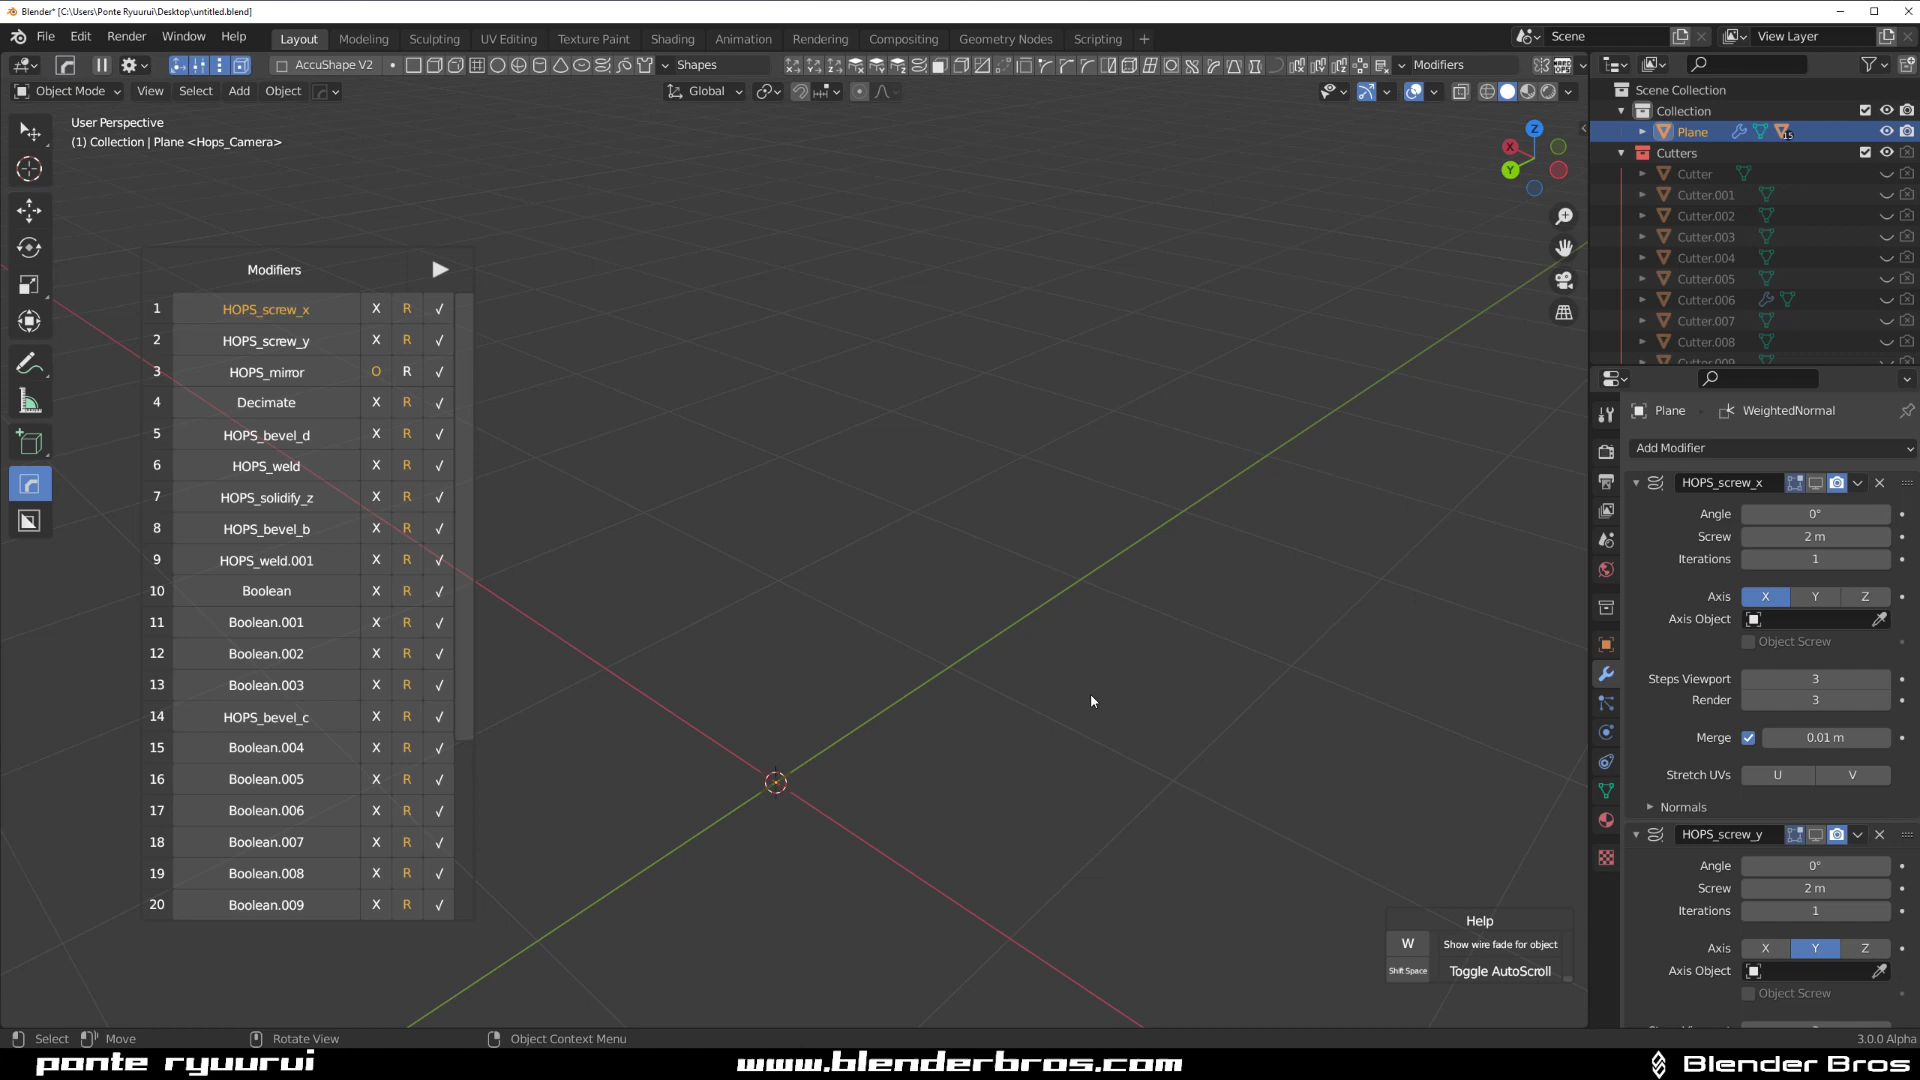 Blender* [C:\Users\Ponte Ryuurui\Desktop\untitled.blend]
File Edit Render Window Help Layout Modeling Sculpting UV Editing Texture Paint Shading Animation Rendering Compositing Geometry Nodes Scripting + Scene View Layer
AccuShape V2 Shapes Modifiers
Object Mode View Select Add Object Global
User Perspective
(1) Collection | Plane <Hops_Camera>
Z
X
Y
Modifiers
1 HOPS_screw_x X R √
2 HOPS_screw_y X R √
3 HOPS_mirror O R √
4 Decimate X R √
5 HOPS_bevel_d X R √
6 HOPS_weld X R √
7 HOPS_solidify_z X R √
8 HOPS_bevel_b X R √
9 HOPS_weld.001 X R √
10 Boolean X R √
11 Boolean.001 X R √
12 Boolean.002 X R √
13 Boolean.003 X R √
14 HOPS_bevel_c X R √
15 Boolean.004 X R √
16 Boolean.005 X R √
17 Boolean.006 X R √
18 Boolean.007 X R √
19 Boolean.008 X R √
20 Boolean.009 X R √
Help
W Show wire fade for object
Shift Space Toggle AutoScroll
Scene Collection
Collection
Plane 15
Cutters
Cutter
Cutter.001
Cutter.002
Cutter.003
Cutter.004
Cutter.005
Cutter.006
Cutter.007
Cutter.008
Cutter.009
Plane WeightedNormal
Add Modifier
HOPS_screw_x
Angle 0°
Screw 2 m
Iterations 1
Axis X Y Z
Axis Object
Object Screw
Steps Viewport 3
Render 3
Merge 0.01 m
Stretch UVs U V
Normals
HOPS_screw_y
Angle 0°
Screw 2 m
Iterations 1
Axis X Y Z
Axis Object
Object Screw
Select Move Rotate View Object Context Menu 3.0.0 Alpha
ponte ryuurui www.blenderbros.com Blender Bros